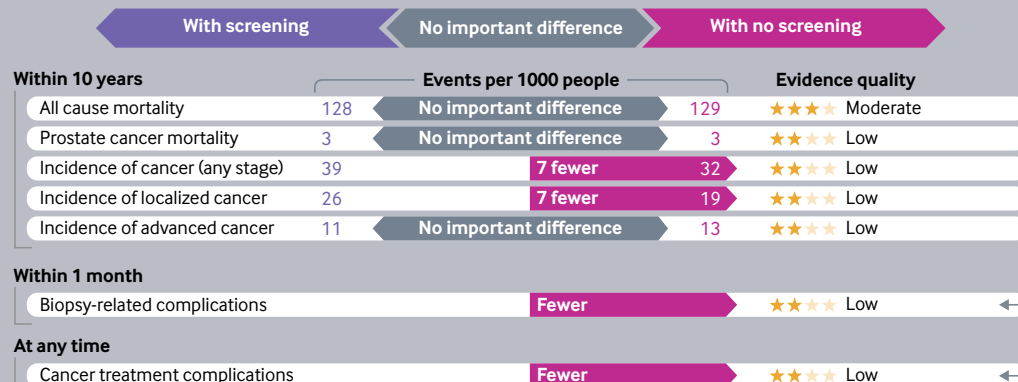 With screening No important difference With no screening
Within 10 years Events per 1000 people Evidence quality
All cause mortality 128 No important difference 129 Moderate
Prostate cancer mortality 3 No important difference 3 Low
Incidence of cancer (any stage) 39 7 fewer 32 Low
Incidence of localized cancer 26 7 fewer 19 Low
Incidence of advanced cancer 11 No important difference 13 Low
Within 1 month
Biopsy-related complications Fewer Low
At any time
Cancer treatment complications Fewer Low